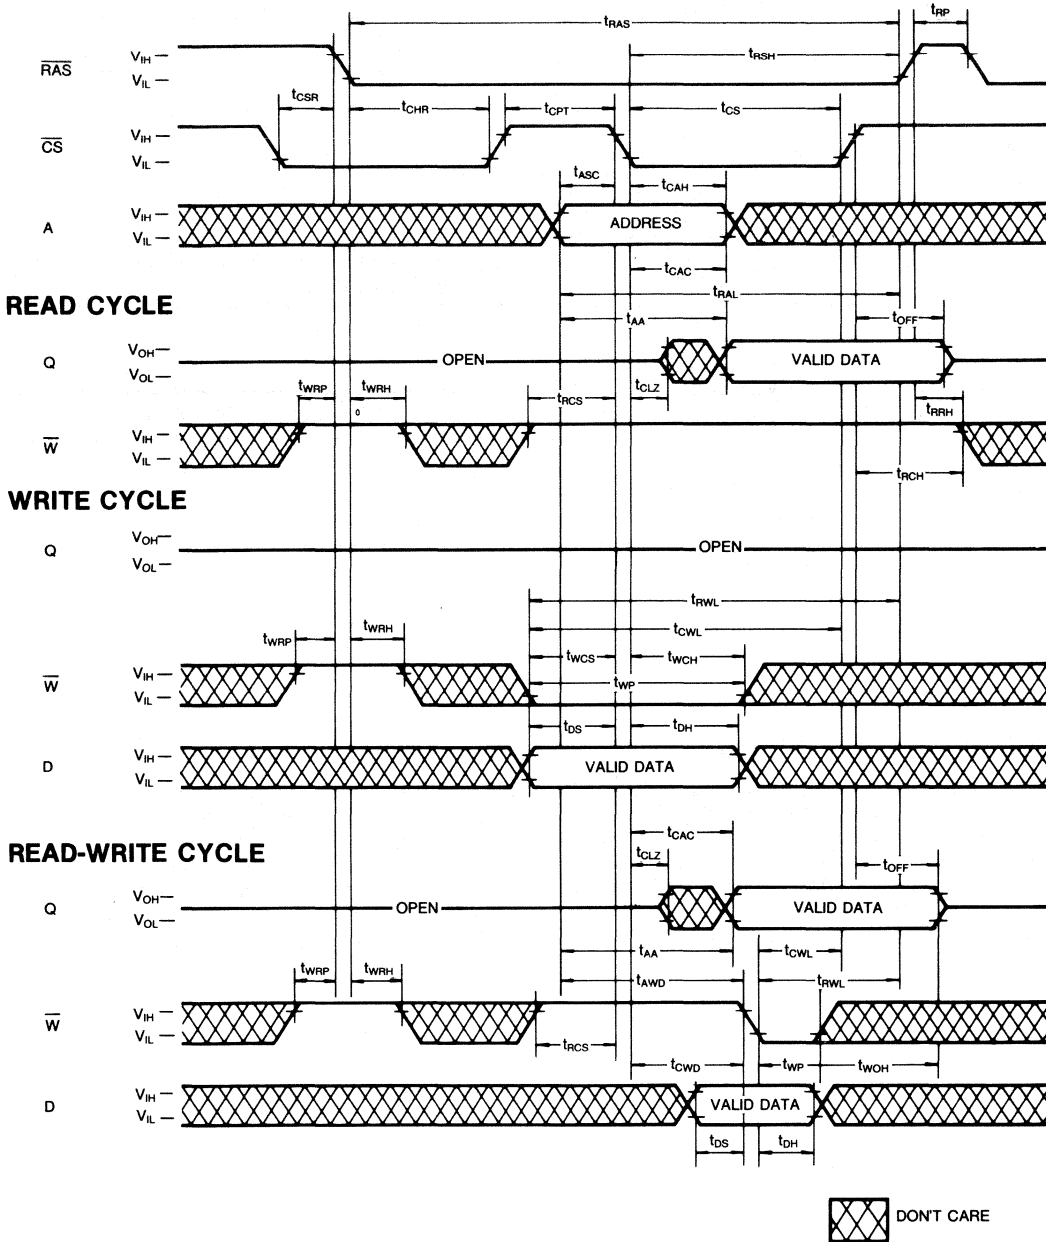 tRAS
tRP
RAS
VIH
VIL
tRSH
tCSR
tCHR
tCPT
tCS
CS
VIH
VIL
tASC
tCAH
A
VIH
VIL
ADDRESS
tCAC
tRAL
READ CYCLE
tAA
tOFF
Q
VOH
VOL
OPEN
VALID DATA
tWRP
tWRH
tRCS
tCLZ
tRRH
W
VIH
VIL
tRCH
WRITE CYCLE
Q
VOH
VOL
OPEN
tRWL
tWRP
tWRH
tCWL
tWCS
tWCH
W
VIH
VIL
tWP
tDS
tDH
D
VIH
VIL
VALID DATA
tCAC
READ-WRITE CYCLE
tCLZ
tOFF
Q
VOH
VOL
OPEN
VALID DATA
tAA
tCWL
tWRP
tWRH
tAWD
tRWL
W
VIH
VIL
tRCS
tCWD
tWP
tWOH
D
VIH
VIL
VALID DATA
tDS
tDH
DON'T CARE